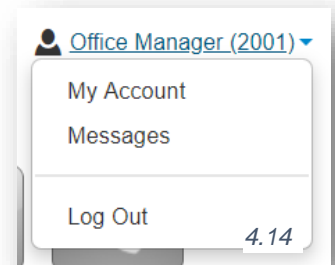 Office Manager (2001)
My Account
Messages
Log Out
4.14